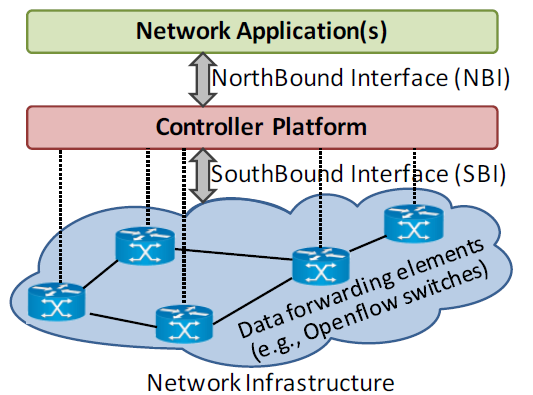 Network Application(s)
NorthBound Interface (NBI)
Controller Platform
SouthBound Interface (SBI)
Data forwarding elements
(e.g., Openflow switches)
Network Infrastructure